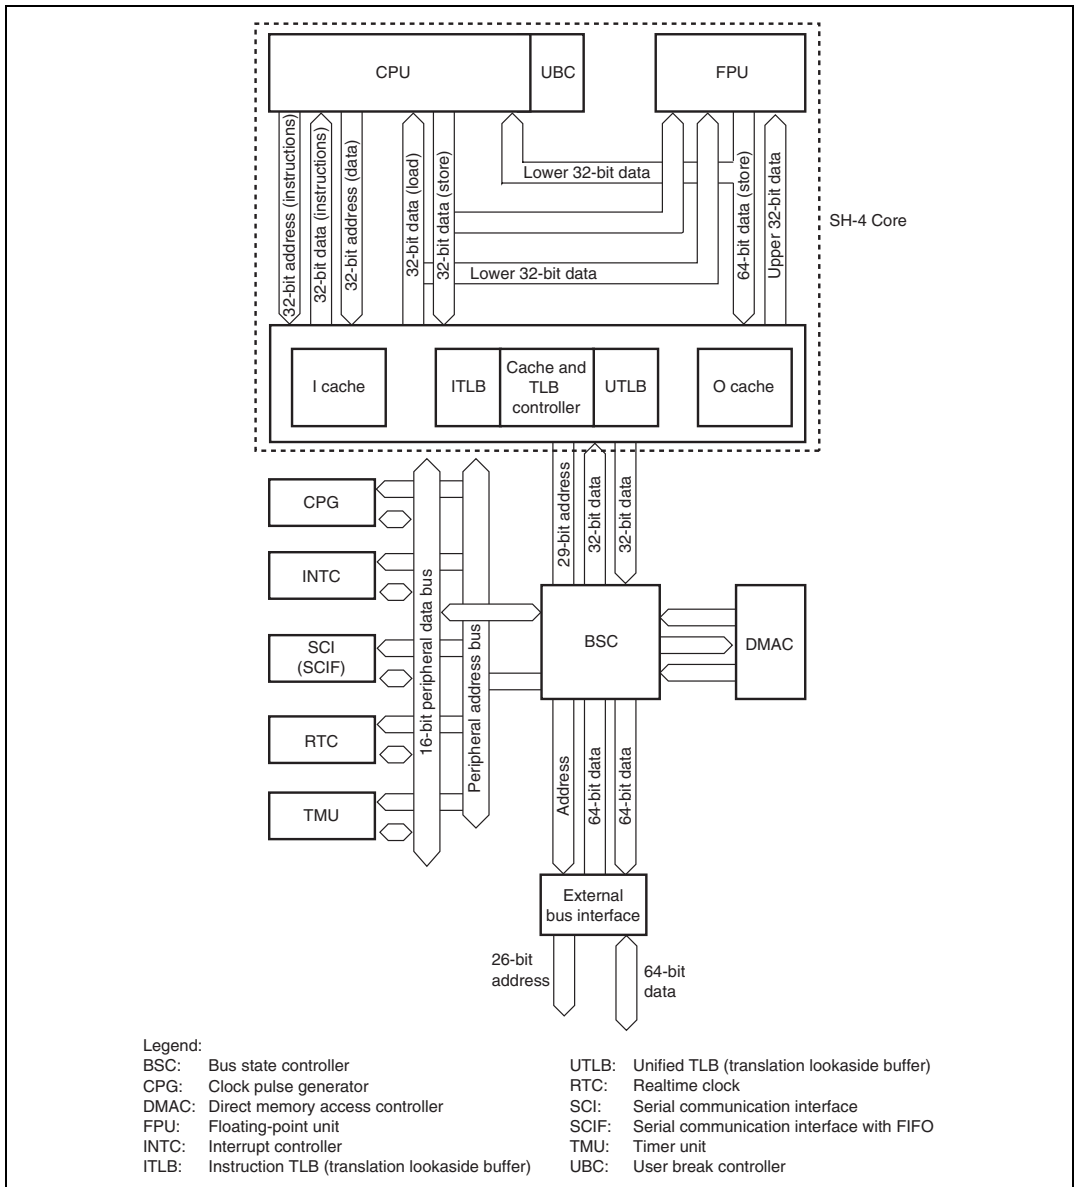 CPU
UBC
FPU
32-bit address (instructions)
32-bit data (instructions)
32-bit address (data)
32-bit data (load)
32-bit data (store)
Lower 32-bit data
Lower 32-bit data
64-bit data (store)
Upper 32-bit data
SH-4 Core
I cache
ITLB
Cache and
TLB
controller
UTLB
O cache
29-bit address
32-bit data
32-bit data
CPG
INTC
SCI
(SCIF)
RTC
TMU
16-bit peripheral data bus
Peripheral address bus
BSC
DMAC
Address
64-bit data
64-bit data
External
bus interface
26-bit
address
64-bit
data
Legend:
BSC: Bus state controller
CPG: Clock pulse generator
DMAC: Direct memory access controller
FPU: Floating-point unit
INTC: Interrupt controller
ITLB: Instruction TLB (translation lookaside buffer)
UTLB: Unified TLB (translation lookaside buffer)
RTC: Realtime clock
SCI: Serial communication interface
SCIF: Serial communication interface with FIFO
TMU: Timer unit
UBC: User break controller